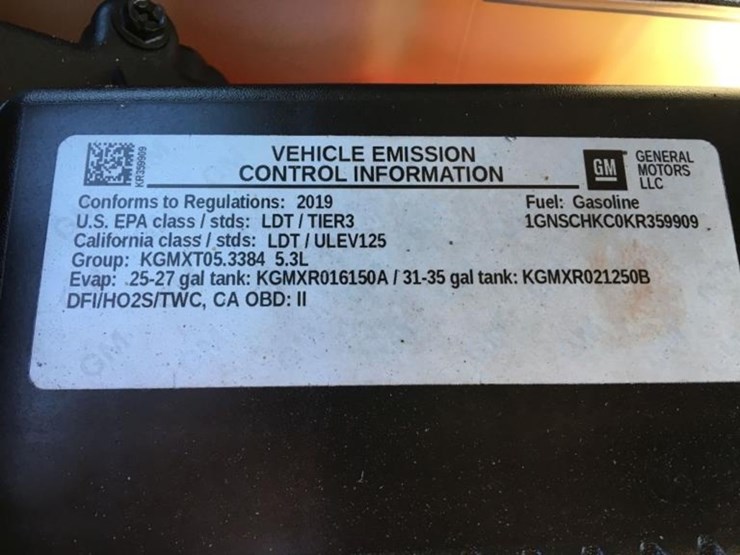 KR359909
VEHICLE EMISSION
CONTROL INFORMATION
GM
GENERAL
MOTORS
LLC
Conforms to Regulations: 2019
Fuel: Gasoline
U.S. EPA class / stds: LDT / TIER3
1GNSCHKC0KR359909
California class / stds: LDT / ULEV125
Group: KGMXT05.3384 5.3L
Evap: 25-27 gal tank: KGMXR016150A / 31-35 gal tank: KGMXR021250B
DFI/HO2S/TWC, CA OBD: II